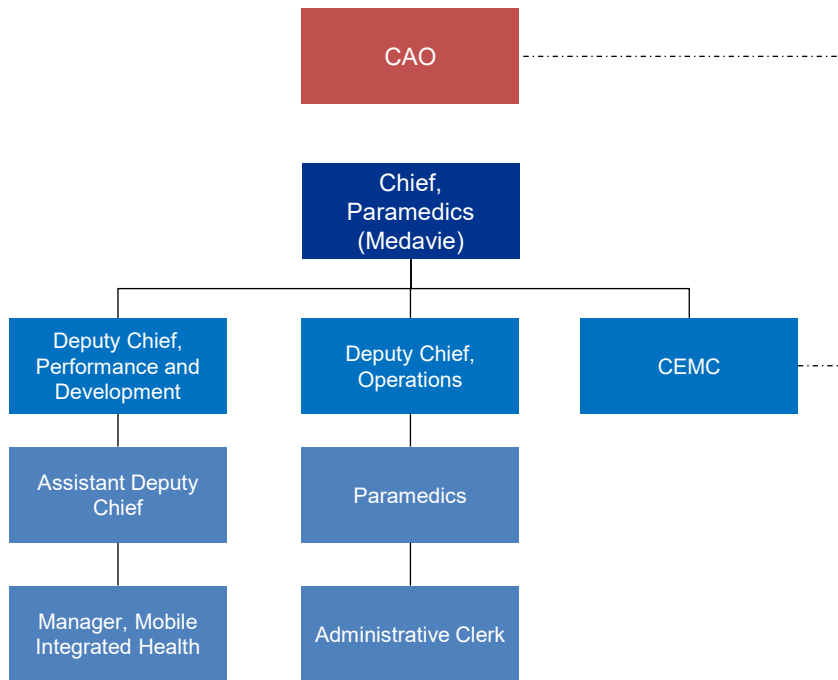 CAO
Chief,
Paramedics
(Medavie)
Deputy Chief,
Performance and
Development
Deputy Chief,
Operations
CEMC
Assistant Deputy
Chief
Paramedics
Manager, Mobile
Integrated Health
Administrative Clerk